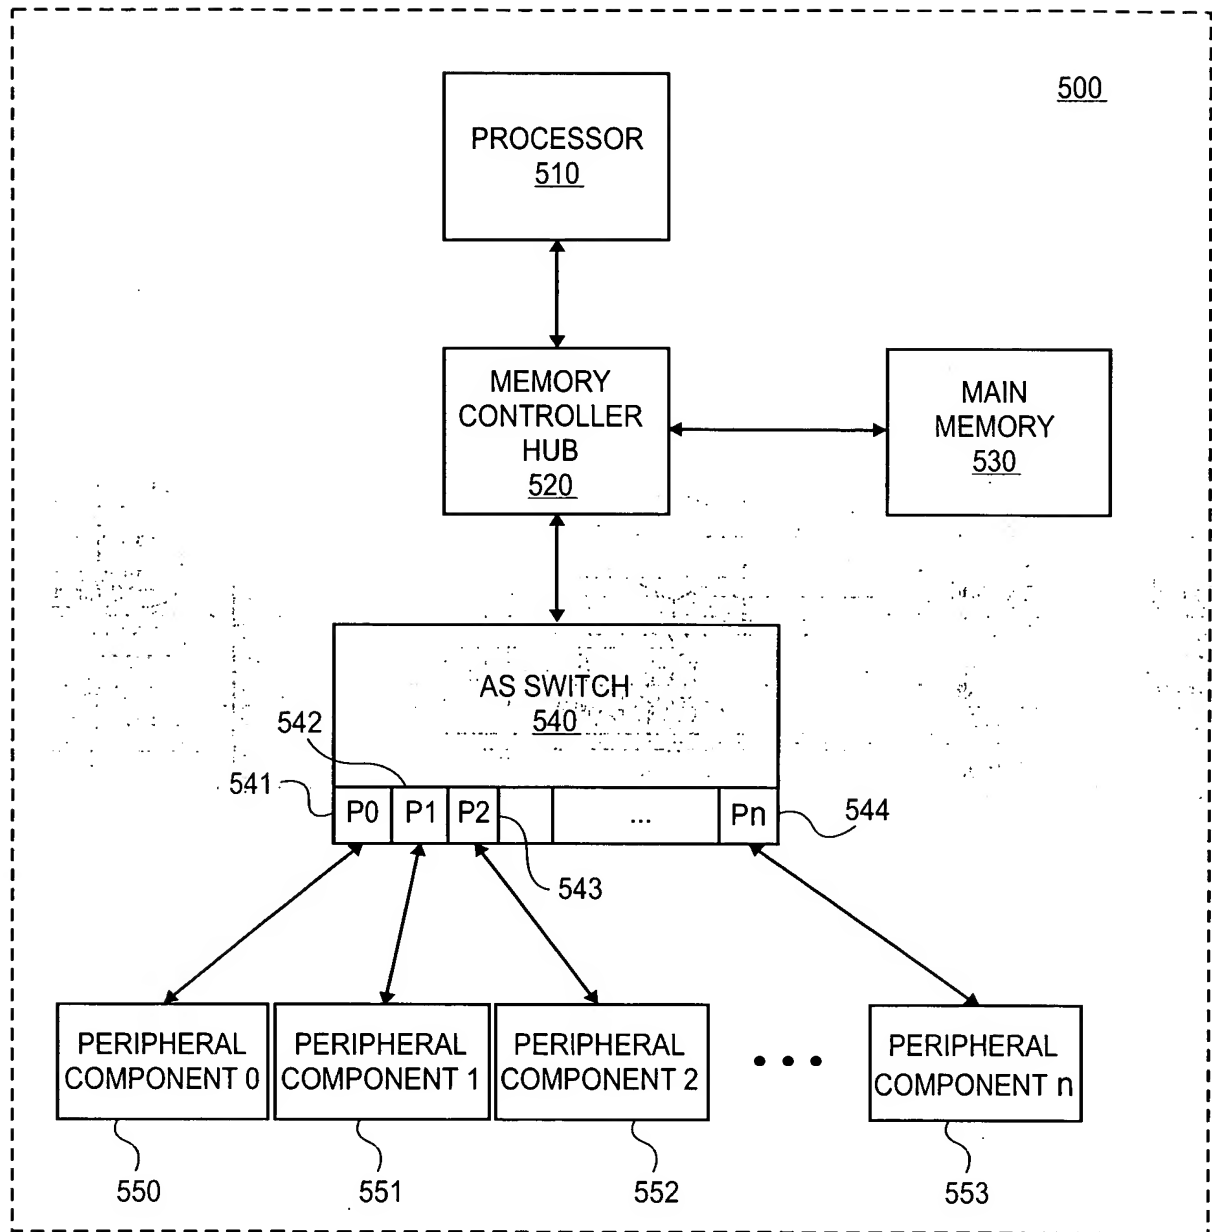 500
PROCESSOR
510
MEMORY
CONTROLLER
HUB
520
MAIN
MEMORY
530
AS SWITCH
540
542
541
P0
P1
P2
...
Pn
544
543
PERIPHERAL
COMPONENT 0
PERIPHERAL
COMPONENT 1
PERIPHERAL
COMPONENT 2
• • •
PERIPHERAL
COMPONENT n
550
551
552
553